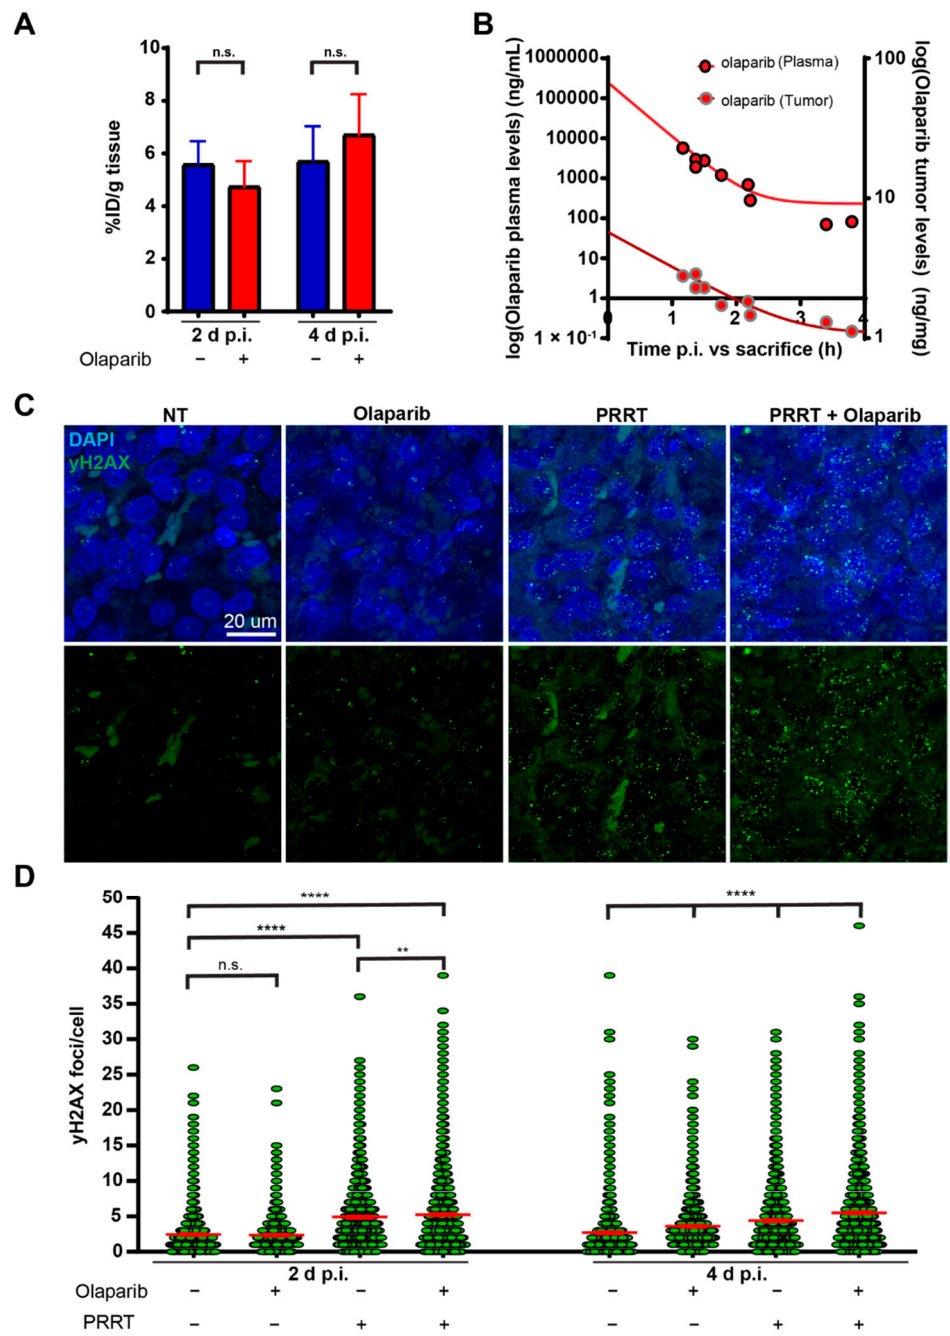 A
%ID/g tissue
10
8
6
4
2
0
n.s.
n.s.
2 d p.i.
4 d p.i.
Olaparib
−
+
−
+
B
log(Olaparib plasma levels) (ng/mL)
1000000
100000
10000
1000
100
10
1
1 × 10⁻¹
olaparib (Plasma)
olaparib (Tumor)
0
1
2
3
4
Time p.i. vs sacrifice (h)
100
10
1
log(Olaparib tumor levels) (ng/mg)
C
NT
Olaparib
PRRT
PRRT + Olaparib
DAPI
yH2AX
20 um
D
yH2AX foci/cell
50
45
40
35
30
25
20
15
10
5
0
****
****
n.s.
**
****
2 d p.i.
4 d p.i.
Olaparib
−
+
−
+
−
+
−
+
PRRT
−
−
+
+
−
−
+
+